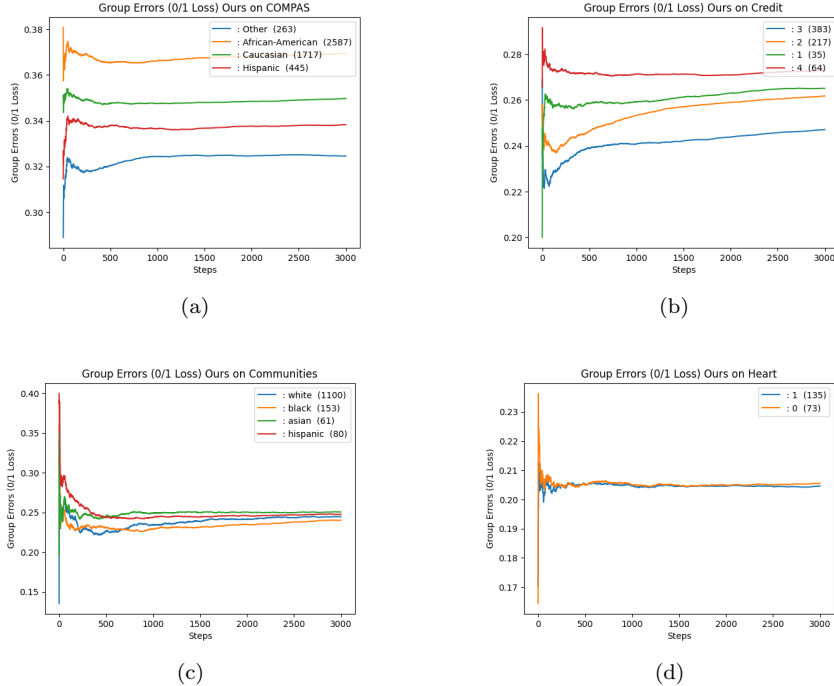 Group Errors (0/1 Loss) Ours on COMPAS
Group Errors (0/1 Loss)
0.38
0.36
0.34
0.32
0.30
: Other (263)
: African-American (2587)
: Caucasian (1717)
: Hispanic (445)
0 500 1000 1500 2000 2500 3000
Steps
(a)
Group Errors (0/1 Loss) Ours on Credit
Group Errors (0/1 Loss)
0.28
0.26
0.24
0.22
0.20
: 3 (383)
: 2 (217)
: 1 (35)
: 4 (64)
0 500 1000 1500 2000 2500 3000
Steps
(b)
Group Errors (0/1 Loss) Ours on Communities
Group Errors (0/1 Loss)
0.40
0.35
0.30
0.25
0.20
0.15
: white (1100)
: black (153)
: asian (61)
: hispanic (80)
0 500 1000 1500 2000 2500 3000
Steps
(c)
Group Errors (0/1 Loss) Ours on Heart
Group Errors (0/1 Loss)
0.23
0.22
0.21
0.20
0.19
0.18
0.17
: 1 (135)
: 0 (73)
0 500 1000 1500 2000 2500 3000
Steps
(d)